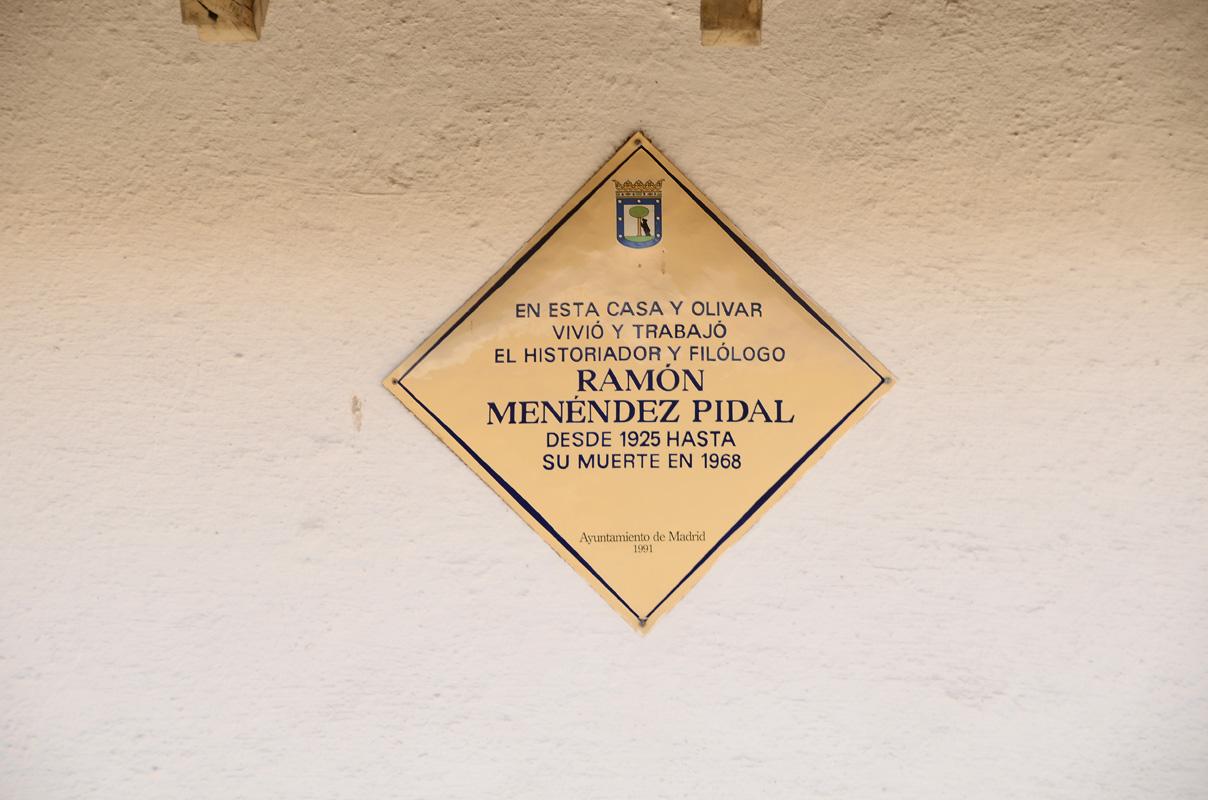 EN ESTA CASA Y OLIVAR
VIVIÓ Y TRABAJÓ
EL HISTORIADOR Y FILÓLOGO
RAMÓN
MENÉNDEZ PIDAL
DESDE 1925 HASTA
SU MUERTE EN 1968
Ayuntamiento de Madrid
1991